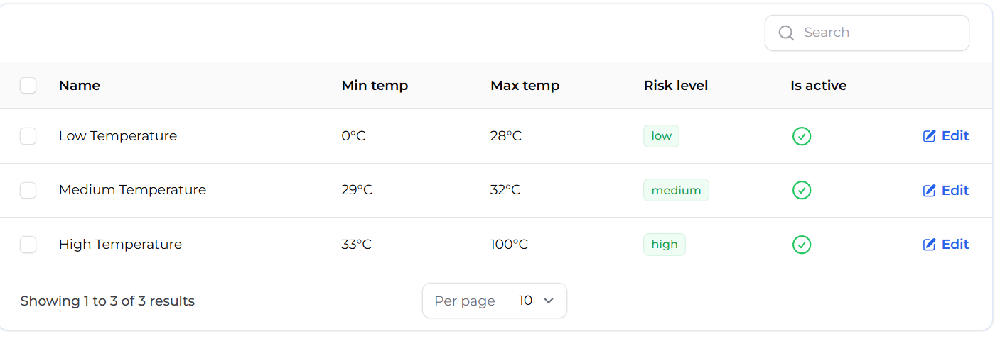 Search
Name Min temp Max temp Risk level Is active
Low Temperature 0°C 28°C low Edit
Medium Temperature 29°C 32°C medium Edit
High Temperature 33°C 100°C high Edit
Showing 1 to 3 of 3 results Per page 10